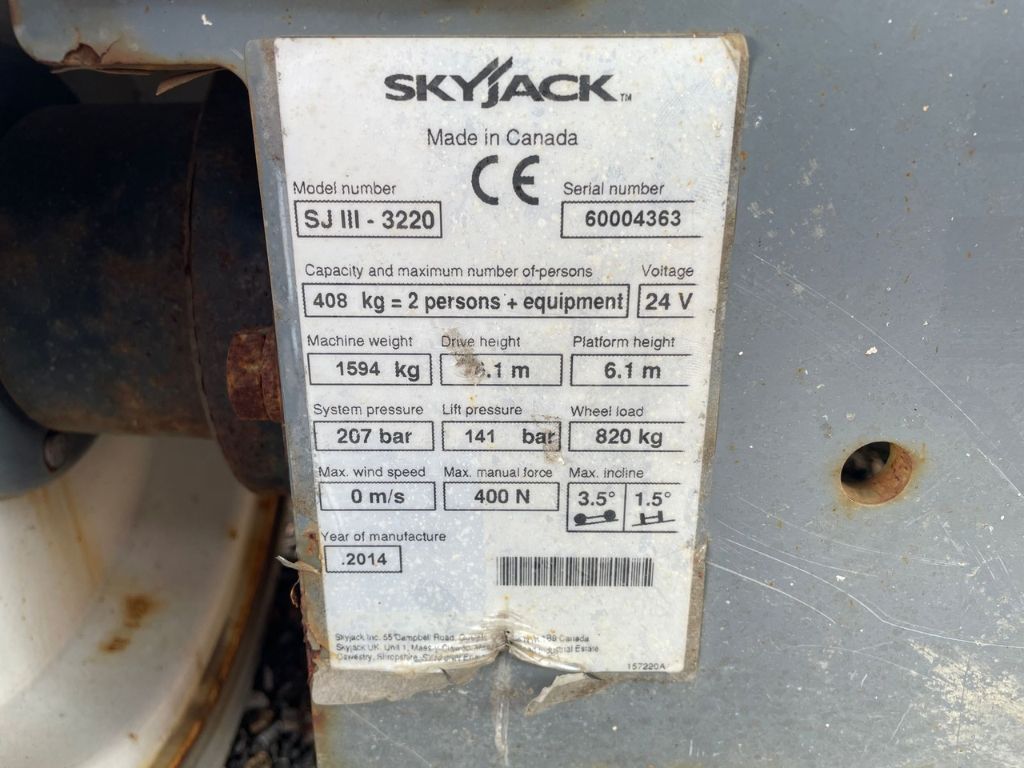 SKYJACK™
Made in Canada
CE
Model number Serial number
SJ III - 3220 60004363
Capacity and maximum number of persons Voltage
408 kg = 2 persons + equipment 24 V
Machine weight Drive height Platform height
1594 kg 6.1 m 6.1 m
System pressure Lift pressure Wheel load
207 bar 141 bar 820 kg
Max. wind speed Max. manual force Max. incline
0 m/s 400 N 3.5° 1.5°
Year of manufacture
.2014
Skyjack Inc. 55 Campbell Road, Canada
Skyjack UK. Unit 1, Industrial Estate
Oswestry, Shropshire,
157220A